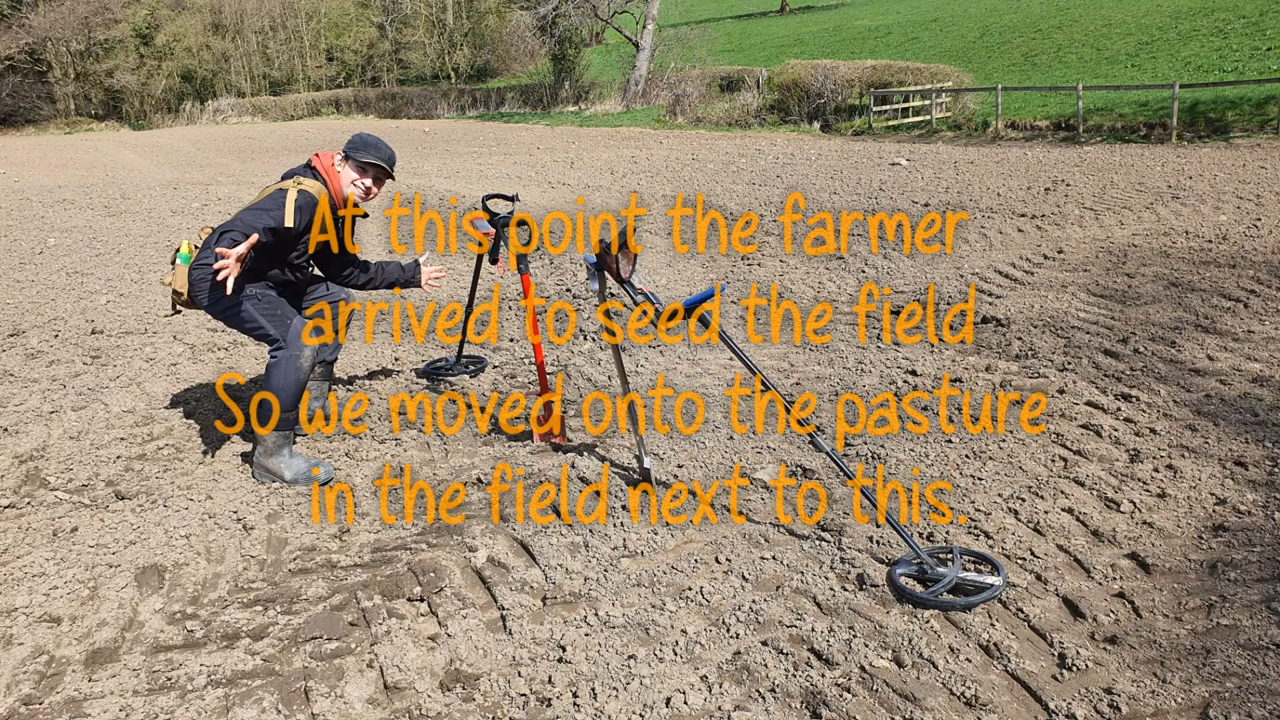 At this point the farmer
arrived to seed the field
So we moved onto the pasture
in the field next to this.